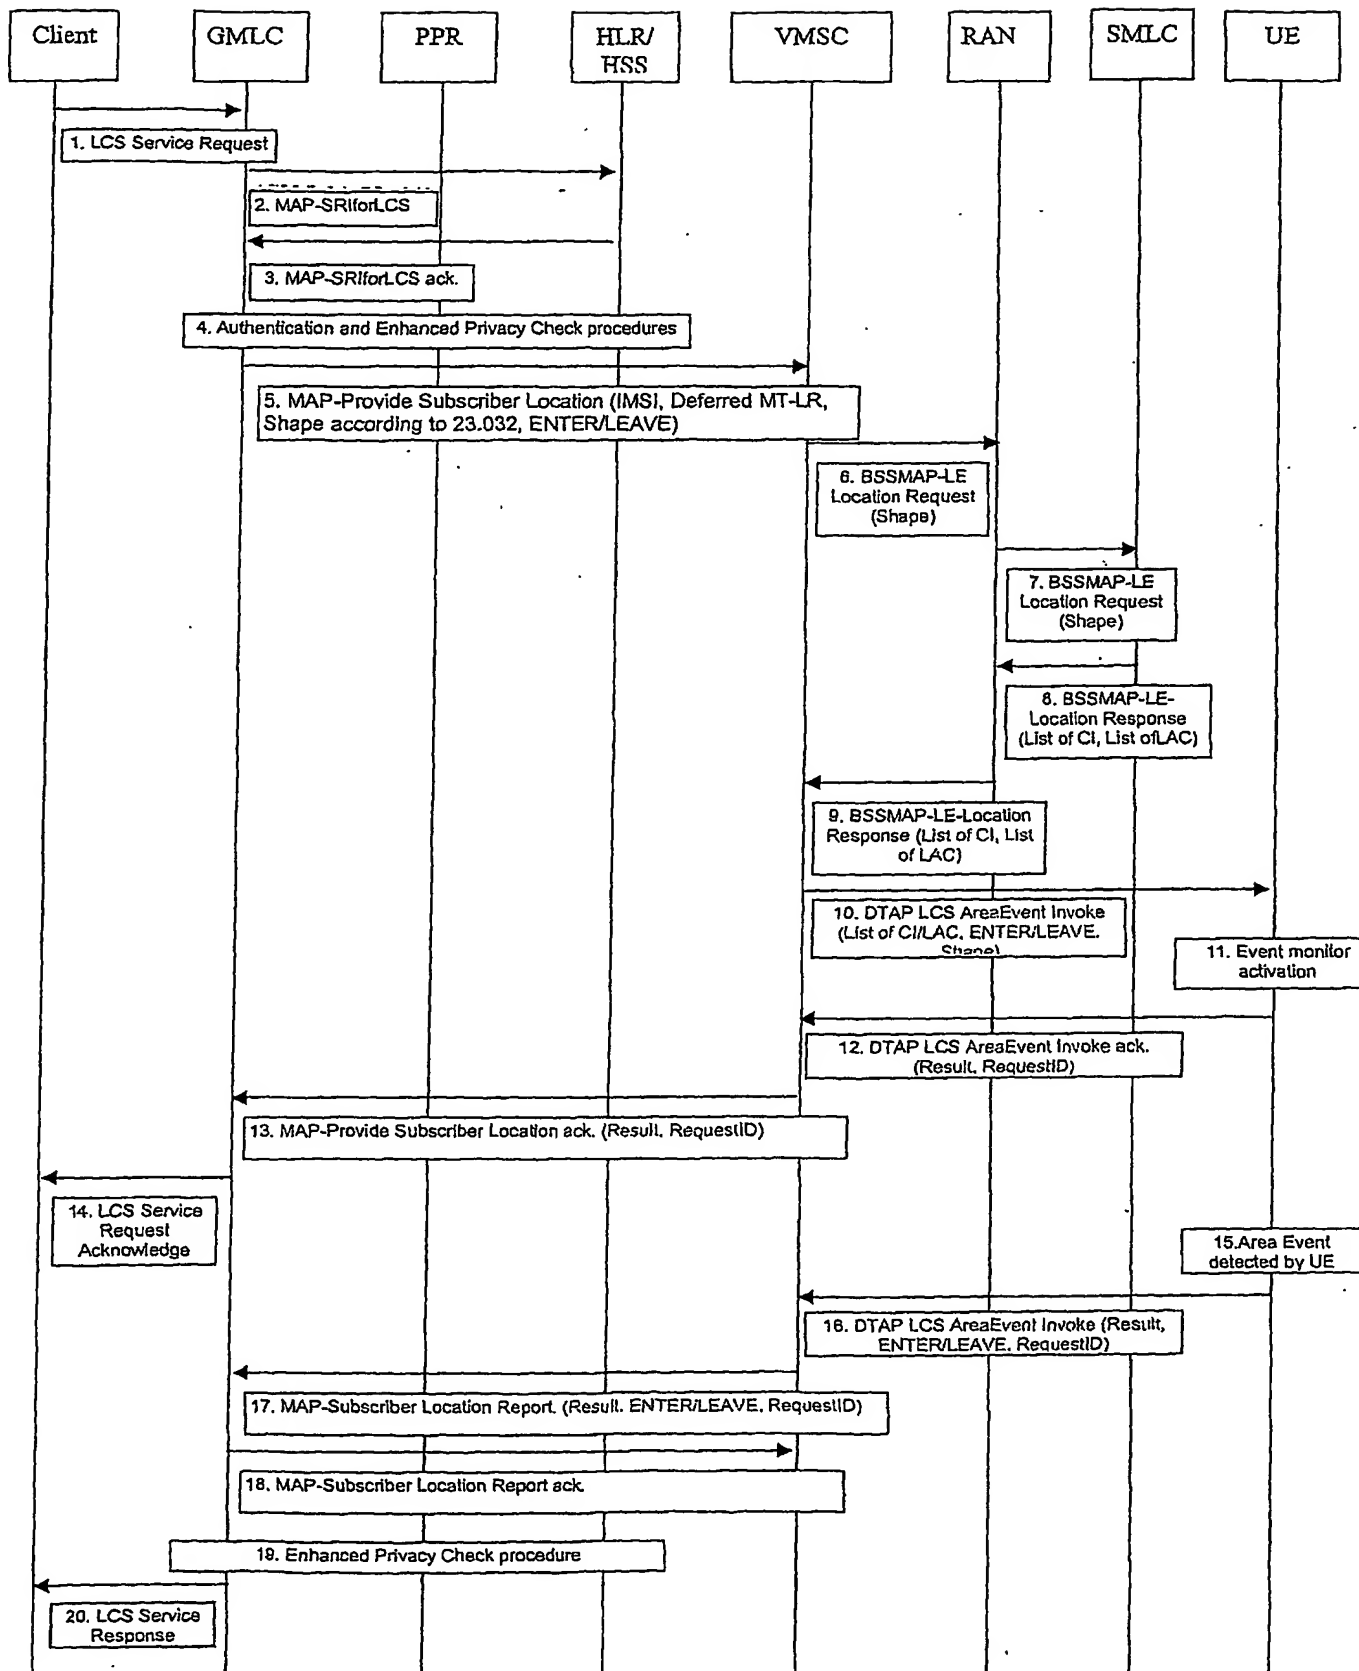 Client
GMLC
PPR
HLR/
HSS
VMSC
RAN
SMLC
UE
1. LCS Service Request
2. MAP-SRIforLCS
3. MAP-SRIforLCS ack.
4. Authentication and Enhanced Privacy Check procedures
5. MAP-Provide Subscriber Location (IMSI, Deferred MT-LR,
Shape according to 23.032, ENTER/LEAVE)
6. BSSMAP-LE
Location Request
(Shape)
7. BSSMAP-LE
Location Request
(Shape)
8. BSSMAP-LE-
Location Response
(List of CI, List ofLAC)
9. BSSMAP-LE-Location
Response (List of CI, List
of LAC)
10. DTAP LCS AreaEvent Invoke
(List of CI/LAC, ENTER/LEAVE,
Shape)
11. Event monitor
activation
12. DTAP LCS AreaEvent Invoke ack.
(Result, RequestID)
13. MAP-Provide Subscriber Location ack. (Result, RequestID)
14. LCS Service
Request
Acknowledge
15.Area Event
detected by UE
16. DTAP LCS AreaEvent Invoke (Result,
ENTER/LEAVE, RequestID)
17. MAP-Subscriber Location Report. (Result, ENTER/LEAVE, RequestID)
18. MAP-Subscriber Location Report ack.
19. Enhanced Privacy Check procedure
20. LCS Service
Response